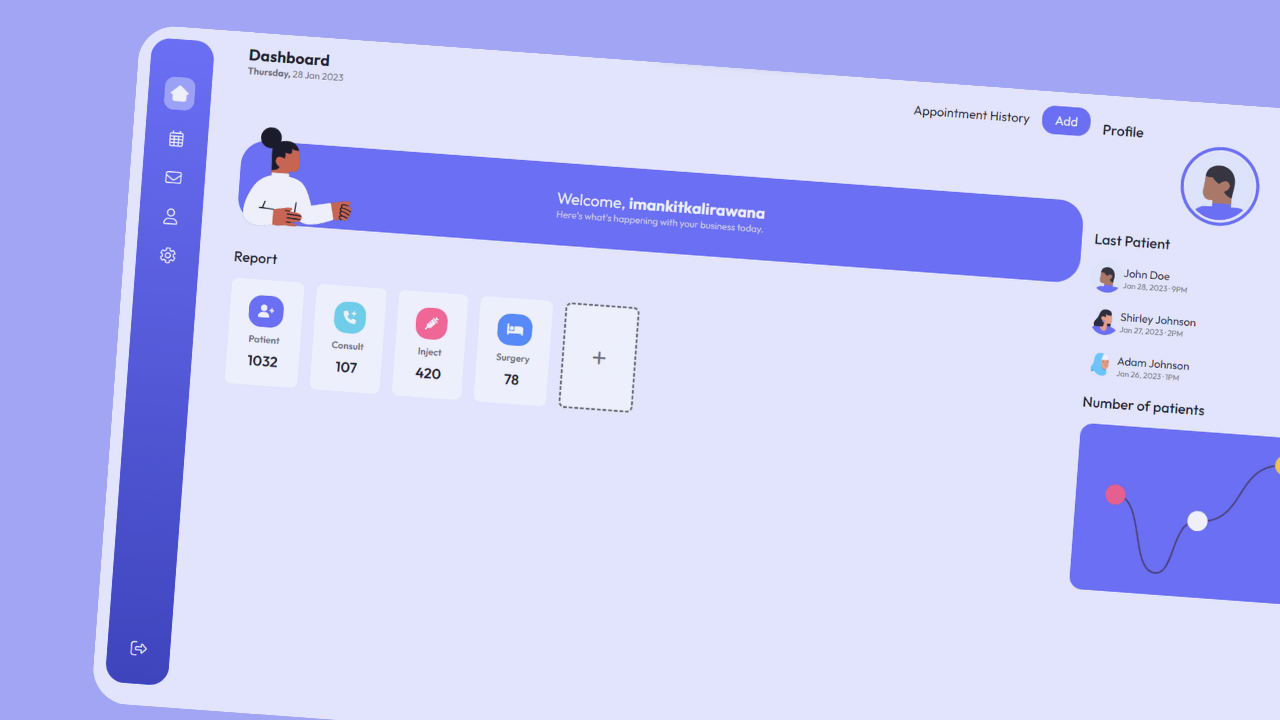 Dashboard
Thursday, 28 Jan 2023
Appointment History
Add
Profile
Welcome, imankitkalirawana
Here's what's happening with your business today.
Report
Patient
1032
Consult
107
Inject
420
Surgery
78
+
Last Patient
John Doe
Jan 28, 2023 · 9PM
Shirley Johnson
Jan 27, 2023 · 2PM
Adam Johnson
Jan 26, 2023 · 1PM
Number of patients